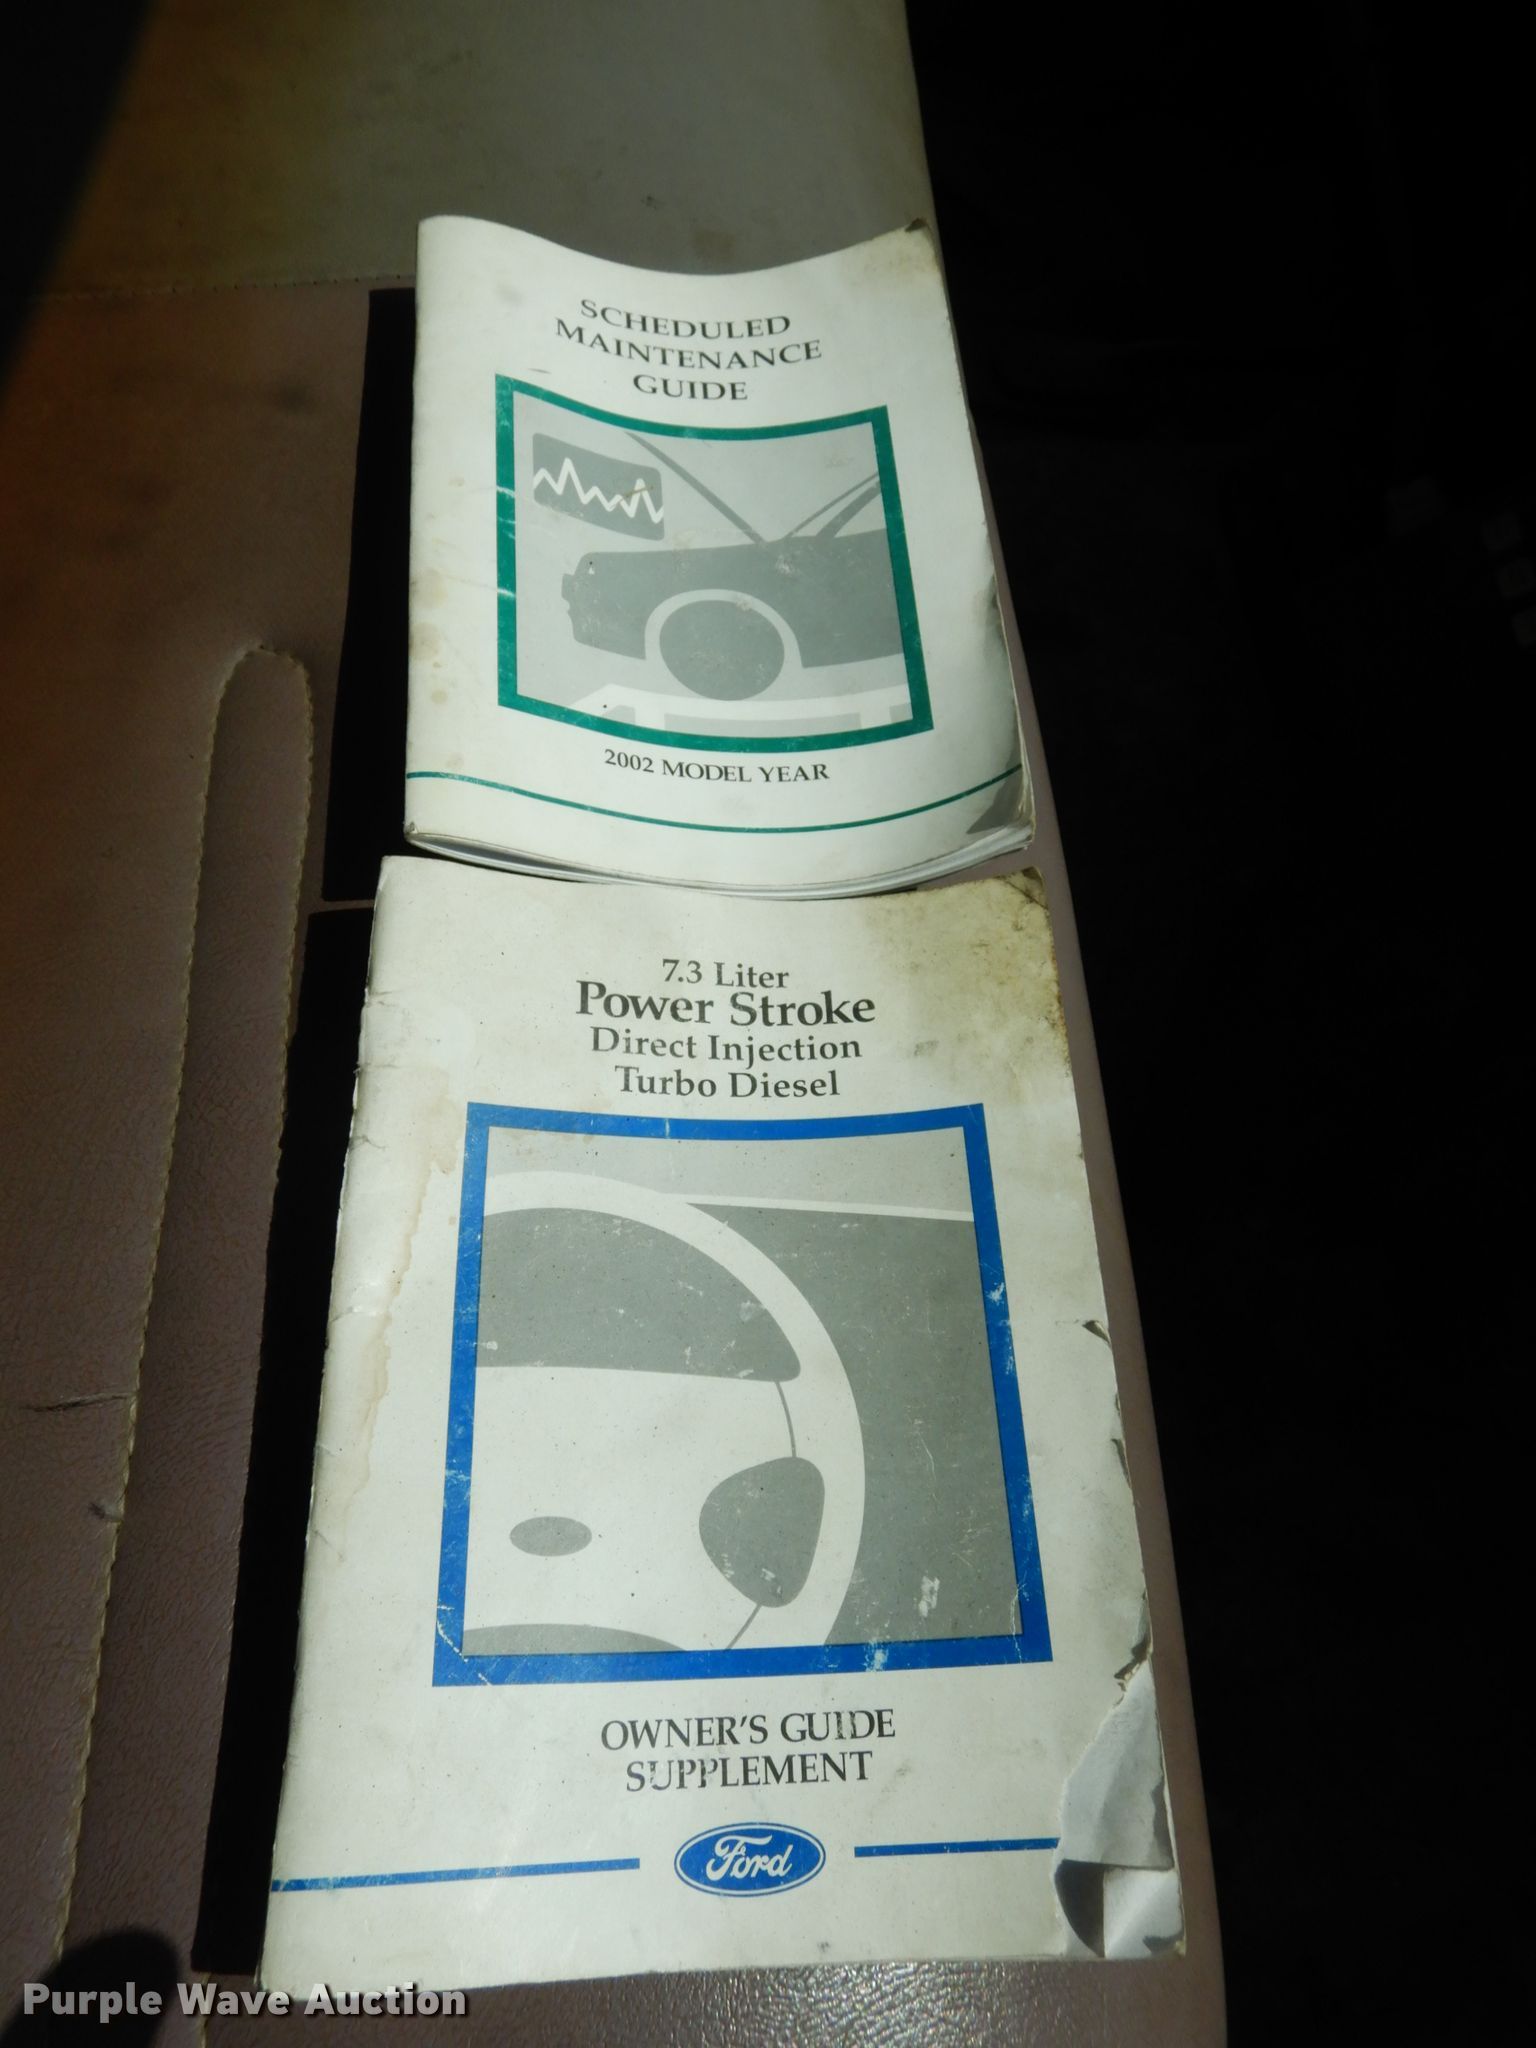 SCHEDULED
MAINTENANCE
GUIDE
2002 MODEL YEAR
7.3 Liter
Power Stroke
Direct Injection
Turbo Diesel
OWNER'S GUIDE
SUPPLEMENT
Ford
Purple Wave Auction